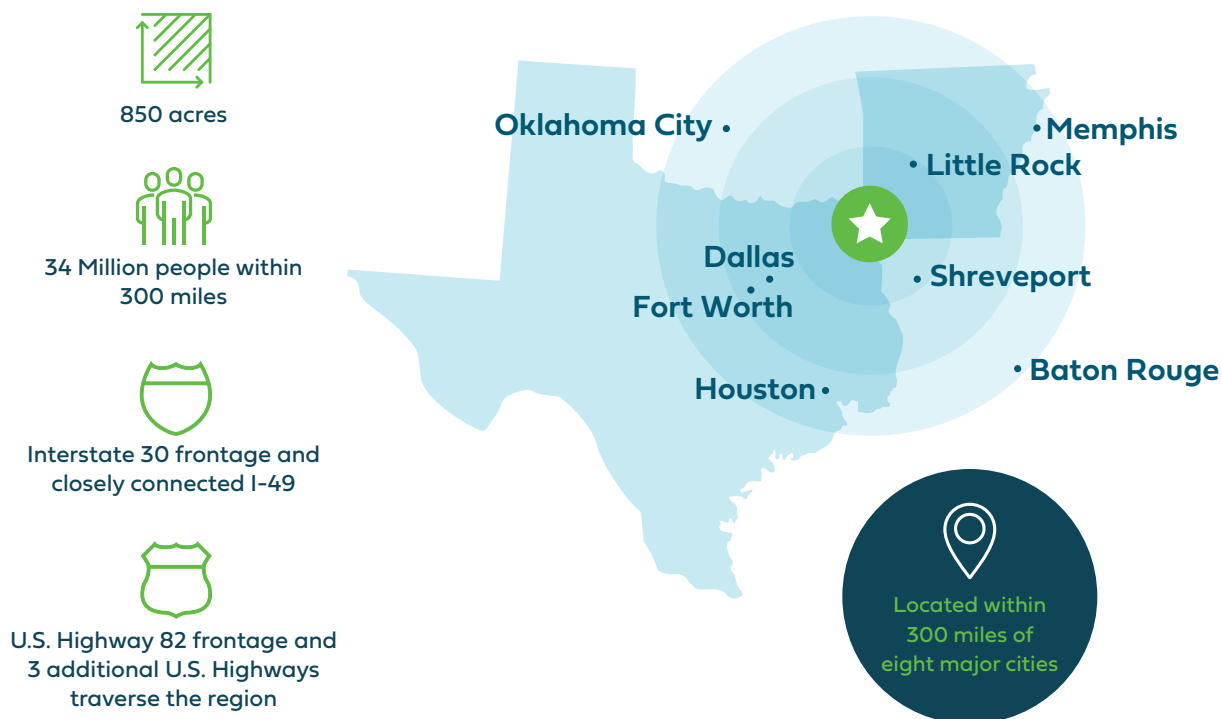 850 acres
34 Million people within
300 miles
Interstate 30 frontage and
closely connected I-49
U.S. Highway 82 frontage and
3 additional U.S. Highways
traverse the region
Oklahoma City
Memphis
Little Rock
Dallas
Fort Worth
Shreveport
Houston
Baton Rouge
Located within
300 miles of
eight major cities